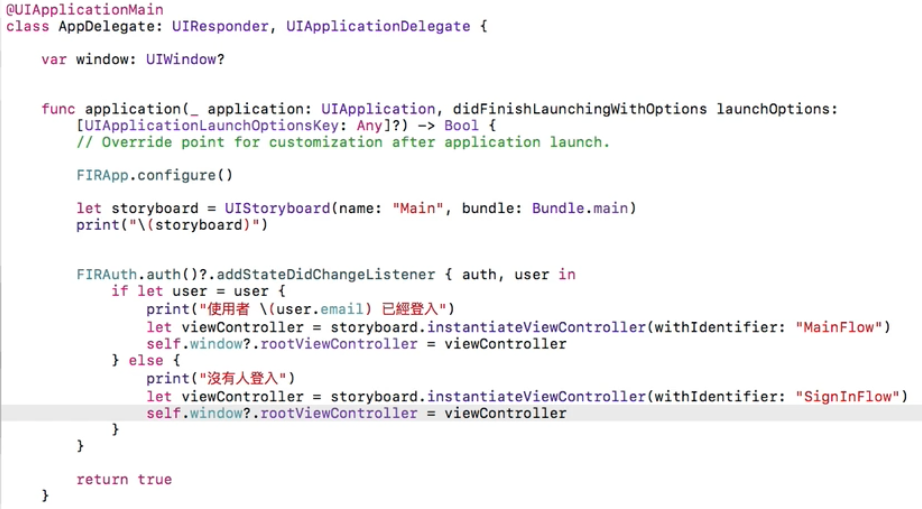 @UIApplicationMain
class AppDelegate: UIResponder, UIApplicationDelegate {
var window: UIWindow?
func application(_ application: UIApplication, didFinishLaunchingWithOptions launchOptions:
[UIApplicationLaunchOptionsKey: Any]?) -> Bool {
// Override point for customization after application launch.
FIRApp.configure()
let storyboard = UIStoryboard(name: "Main", bundle: Bundle.main)
print("\(storyboard)")
FIRAuth.auth()?.addStateDidChangeListener { auth, user in
if let user = user {
print("使用者 \(user.email) 已經登入")
let viewController = storyboard.instantiateViewController(withIdentifier: "MainFlow")
self.window?.rootViewController = viewController
} else {
print("沒有人登入")
let viewController = storyboard.instantiateViewController(withIdentifier: "SignInFlow")
self.window?.rootViewController = viewController
}
}
return true
}